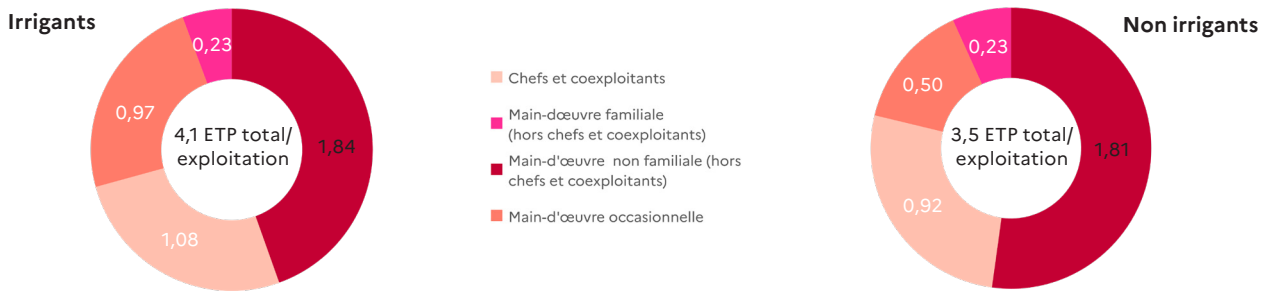 Irrigants
0,23
0,97
4,1 ETP total/
exploitation
1,84
1,08
Chefs et coexploitants
Main-dœuvre familiale
(hors chefs et coexploitants)
Main-d'œuvre non familiale (hors
chefs et coexploitants)
Main-d'œuvre occasionnelle
Non irrigants
0,23
0,50
3,5 ETP total/
exploitation
1,81
0,92